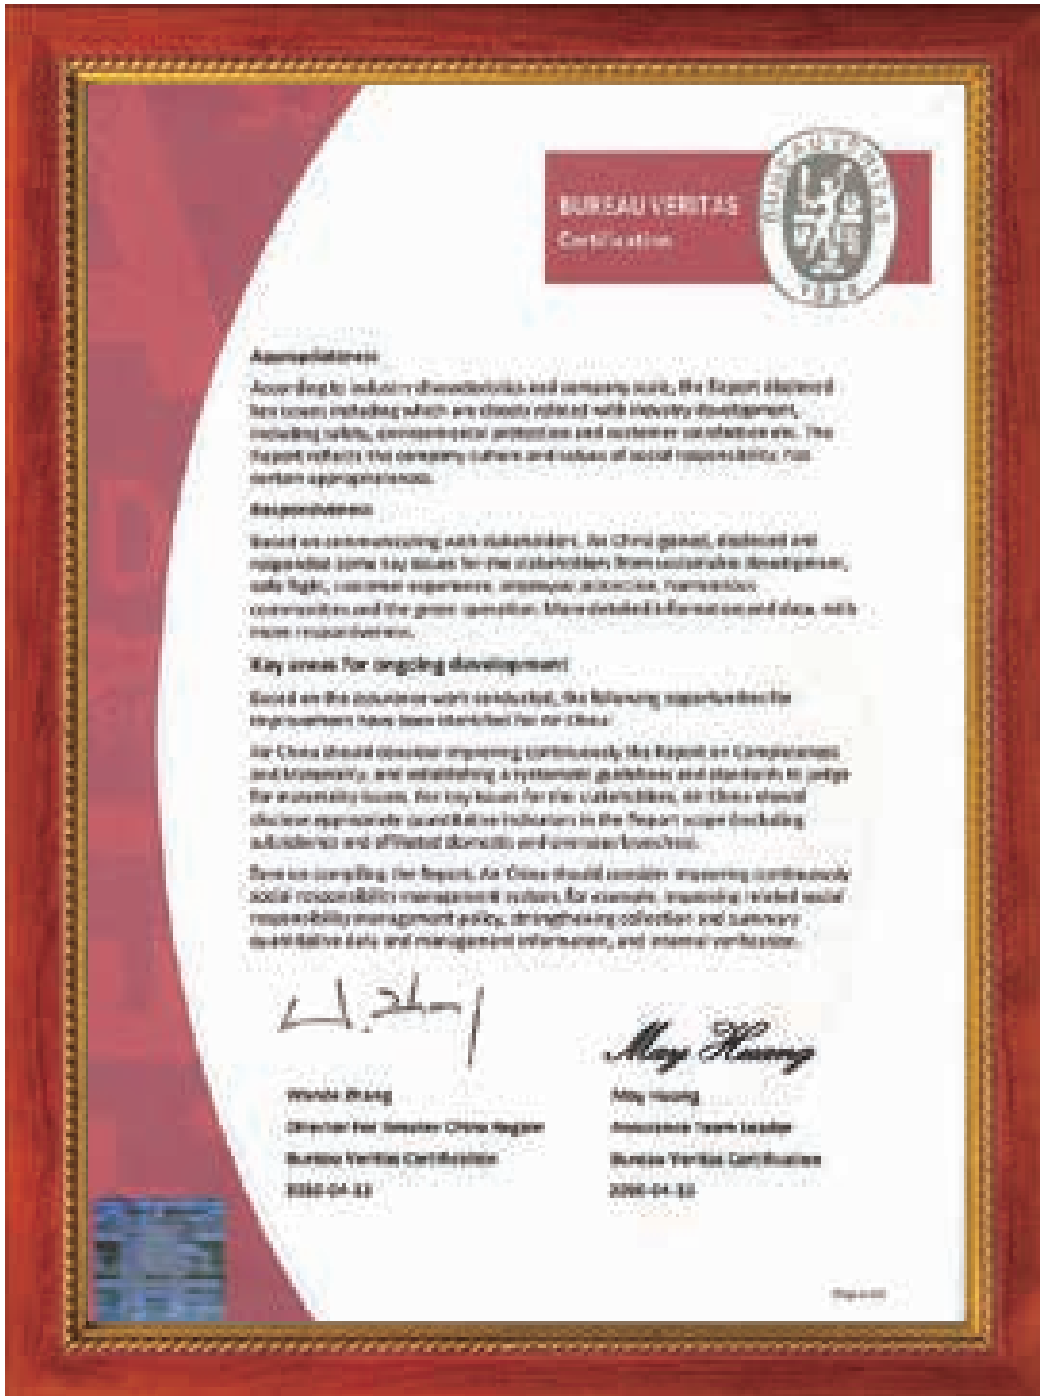 BUREAU VERITAS
Certification
BUREAU VERITAS
1828
Appropriateness
According to industry characteristics and company scale, the Report disclosed
key issues including which are closely related with industry development,
including safety, environmental protection and customer satisfaction etc. The
Report reflects the company culture and values of social responsibility, has
certain appropriateness.
Responsiveness
Based on communicating with stakeholders, Air China gained, disclosed and
responded some key issues for the stakeholders from sustainable development,
safe flight, customer experience, employee protection, harmonious
communities and the green operation. More detailed information and data, with
more responsiveness.
Key areas for ongoing development
Based on the assurance work conducted, the following opportunities for
improvement have been identified for Air China:
Air China should consider improving continuously the Report on Completeness
and Materiality, and establishing a systematic guidelines and standards to judge
for materiality issues. For key issues for the stakeholders, Air China should
disclose appropriate quantitative indicators in the Report scope (including
subsidiaries and affiliated domestic and overseas branches).
Base on compiling the Report, Air China should consider improving continuously
social responsibility management system, for example, improving related social
responsibility management policy, strengthening collection and summary
quantitative data and management information, and internal verification.
W. Zhang
May Huang
Zhang
May Huang
Director For Greater China Region
Assurance Team Leader
Bureau Veritas Certification
Bureau Veritas Certification